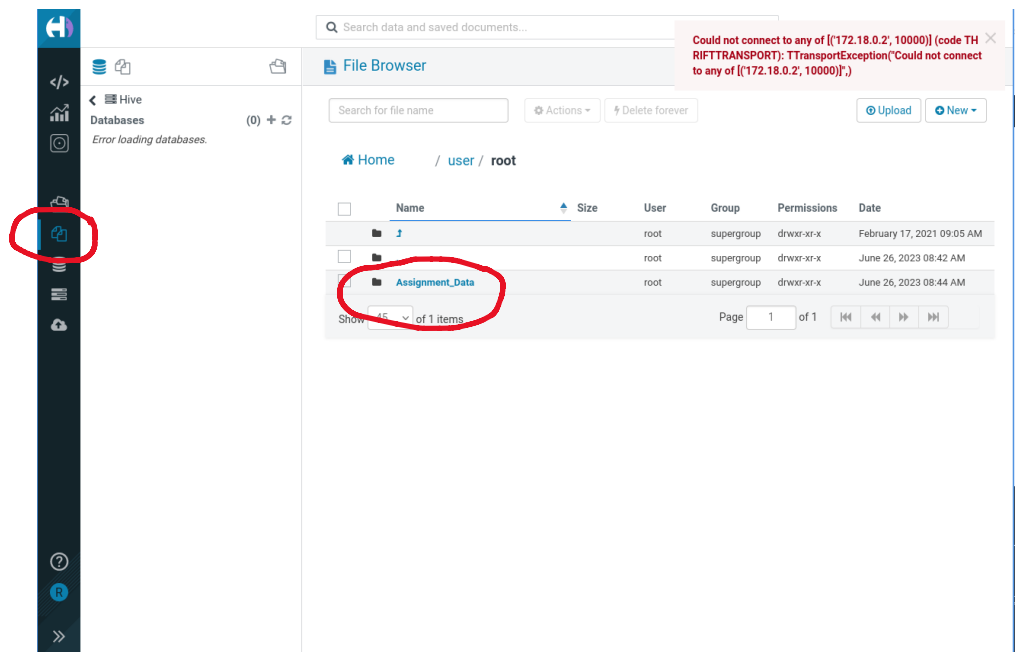 Search data and saved documents...
Could not connect to any of [('172.18.0.2', 10000)] (code TH
RIFTTRANSPORT): TTransportException("Could not connect
to any of [('172.18.0.2', 10000)]",)
File Browser
Hive
Databases (0)
Error loading databases.
Search for file name
Actions
Delete forever
Upload
New
Home / user / root
Name Size User Group Permissions Date
root supergroup drwxr-xr-x February 17, 2021 09:05 AM
. root supergroup drwxr-xr-x June 26, 2023 08:42 AM
Assignment_Data root supergroup drwxr-xr-x June 26, 2023 08:44 AM
Show 45 of 1 items
Page 1 of 1
R